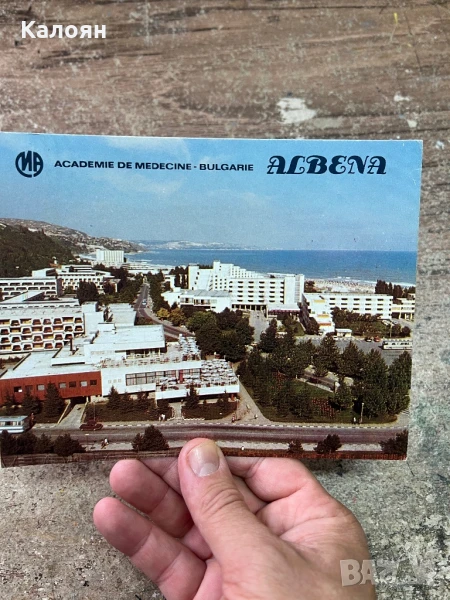 Калоян
MA ACADEMIE DE MEDECINE - BULGARIE ALBENA
BAZAR